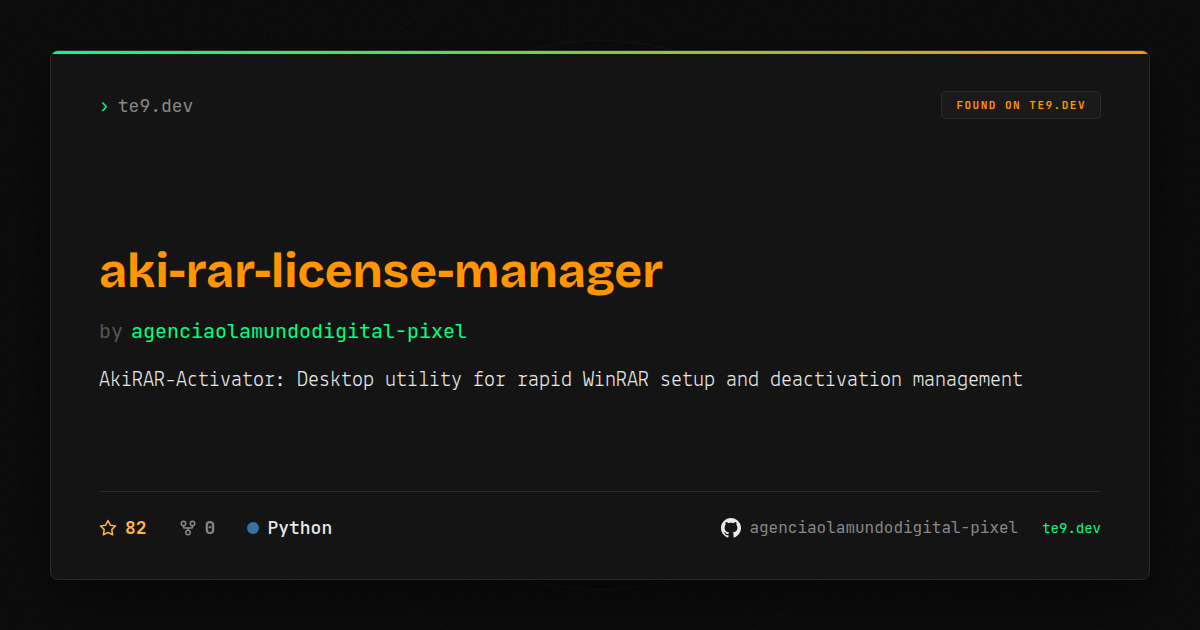 › te9.dev
FOUND ON TE9.DEV
aki-rar-license-manager
by agenciaolamundodigital-pixel
AkiRAR-Activator: Desktop utility for rapid WinRAR setup and deactivation management
82 0 Python
agenciaolamundodigital-pixel te9.dev